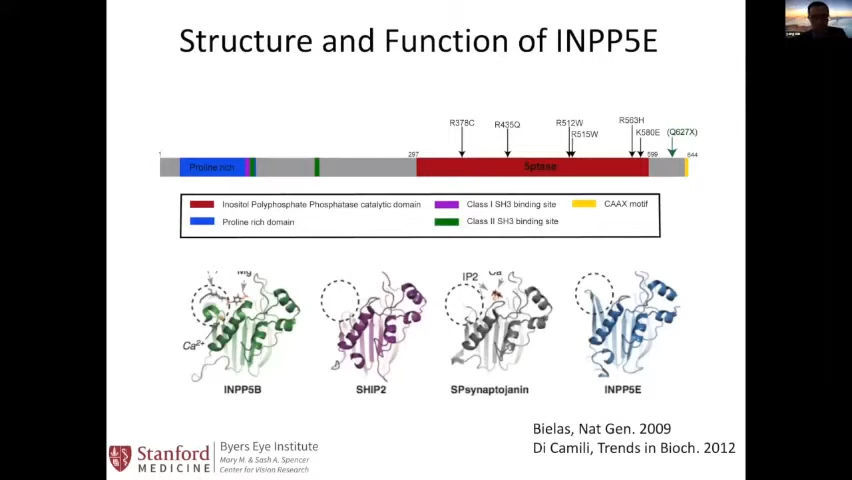 Structure and Function of INPP5E
R378C
R435Q
R512W
R515W
R563H
K580E
(Q627X)
1
297
599
644
Proline rich
5ptase
Inositol Polyphosphate Phosphatase catalytic domain
Class I SH3 binding site
CAAX motif
Proline rich domain
Class II SH3 binding site
Mg
IP2
Ca
Ca2+
INPP5B
SHIP2
SPsynaptojanin
INPP5E
Bielas, Nat Gen. 2009
Di Camili, Trends in Bioch. 2012
Stanford
MEDICINE
Byers Eye Institute
Mary M. & Sash A. Spencer
Center for Vision Research